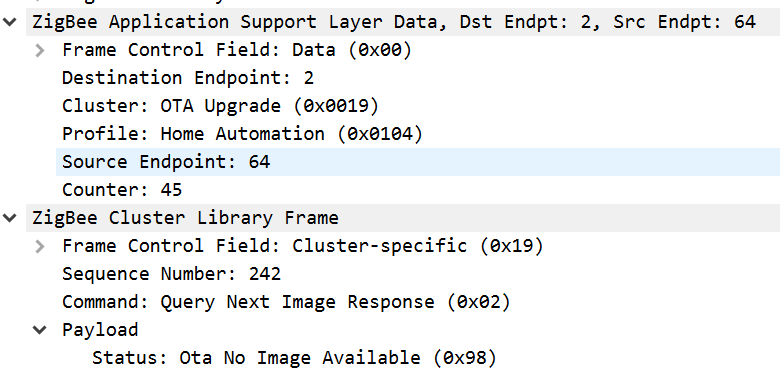 ZigBee Application Support Layer Data, Dst Endpt: 2, Src Endpt: 64
Frame Control Field: Data (0x00)
Destination Endpoint: 2
Cluster: OTA Upgrade (0x0019)
Profile: Home Automation (0x0104)
Source Endpoint: 64
Counter: 45
ZigBee Cluster Library Frame
Frame Control Field: Cluster-specific (0x19)
Sequence Number: 242
Command: Query Next Image Response (0x02)
Payload
Status: Ota No Image Available (0x98)